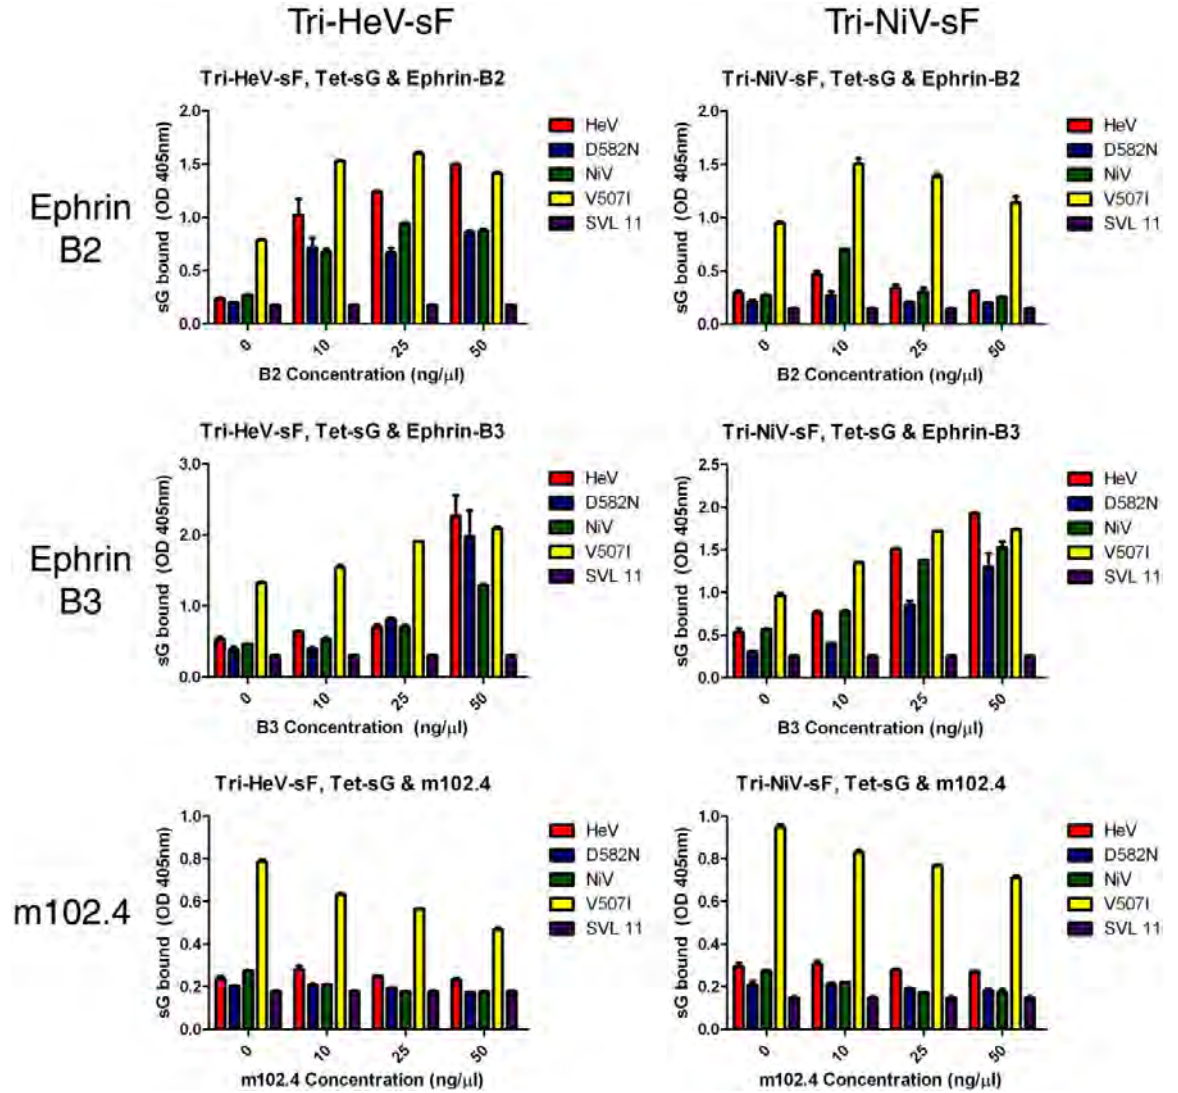 Tri-HeV-sF
Tri-NiV-sF
Ephrin
B2
Tri-HeV-sF, Tet-sG & Ephrin-B2
sG bound (OD 405nm)
2.0
1.5
1.0
0.5
0.0
0
10
25
50
B2 Concentration (ng/µl)
HeV
D582N
NiV
V507I
SVL 11
Tri-NiV-sF, Tet-sG & Ephrin-B2
sG bound (OD 405nm)
2.0
1.5
1.0
0.5
0.0
0
10
25
50
B2 Concentration (ng/µl)
HeV
D582N
NiV
V507I
SVL 11
Ephrin
B3
Tri-HeV-sF, Tet-sG & Ephrin-B3
sG bound (OD 405nm)
3.0
2.0
1.0
0.0
0
10
25
50
B3 Concentration (ng/µl)
HeV
D582N
NiV
V507I
SVL 11
Tri-NiV-sF, Tet-sG & Ephrin-B3
sG bound (OD 405nm)
2.5
2.0
1.5
1.0
0.5
0.0
0
10
25
50
B3 Concentration (ng/µl)
HeV
D582N
NiV
V507I
SVL 11
m102.4
Tri-HeV-sF, Tet-sG & m102.4
sG bound (OD 405nm)
1.0
0.8
0.6
0.4
0.2
0.0
0
10
25
50
m102.4 Concentration (ng/µl)
HeV
D582N
NiV
V507I
SVL 11
Tri-NiV-sF, Tet-sG & m102.4
sG bound (OD 405nm)
1.0
0.8
0.6
0.4
0.2
0.0
0
10
25
50
m102.4 Concentration (ng/µl)
HeV
D582N
NiV
V507I
SVL 11